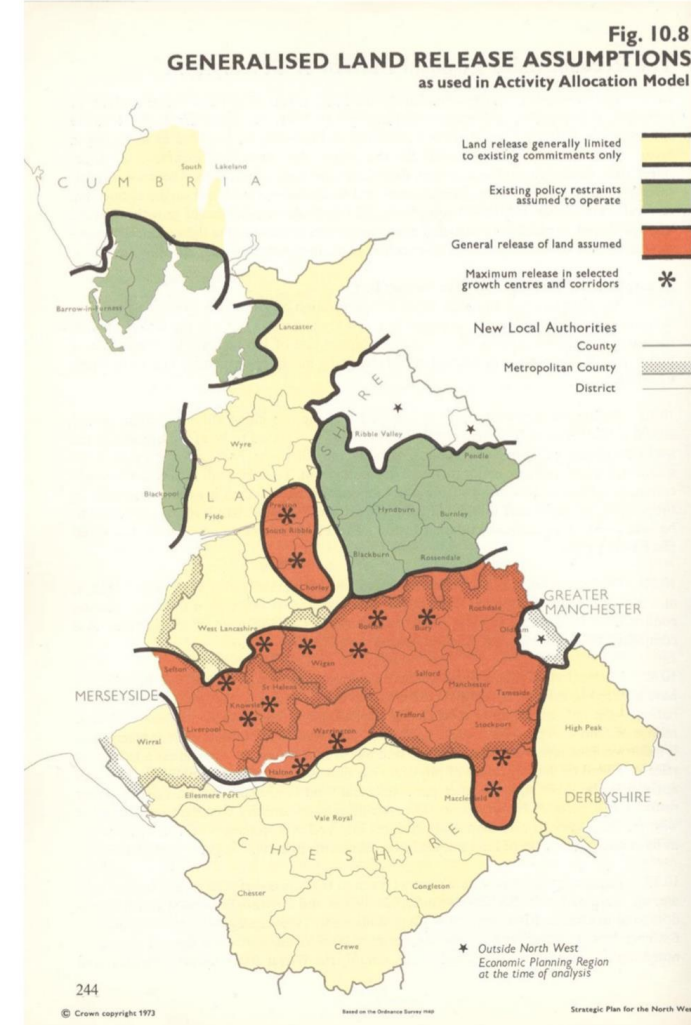 Fig. 10.8
GENERALISED LAND RELEASE ASSUMPTIONS
as used in Activity Allocation Model
Land release generally limited
to existing commitments only
Existing policy restraints
assumed to operate
General release of land assumed
Maximum release in selected
growth centres and corridors
New Local Authorities
County
Metropolitan County
District
South Lakeland
CUMBRIA
Barrow-in-Furness
Lancaster
LANCASHIRE
Ribble Valley
Wyre
Pendle
Blackpool
Fylde
Preston
Hyndburn
Burnley
South Ribble
Blackburn
Rossendale
Chorley
GREATER
MANCHESTER
West Lancashire
Bolton
Bury
Rochdale
Oldham
Wigan
Sefton
Salford
Manchester
Tameside
St Helens
MERSEYSIDE
Knowsley
Liverpool
Trafford
Stockport
Warrington
Wirral
High Peak
Halton
Ellesmere Port
Macclesfield
DERBYSHIRE
Vale Royal
CHESHIRE
Chester
Congleton
Crewe
Outside North West
Economic Planning Region
at the time of analysis
244
© Crown copyright 1973
Based on the Ordnance Survey
Strategic Plan for the North We